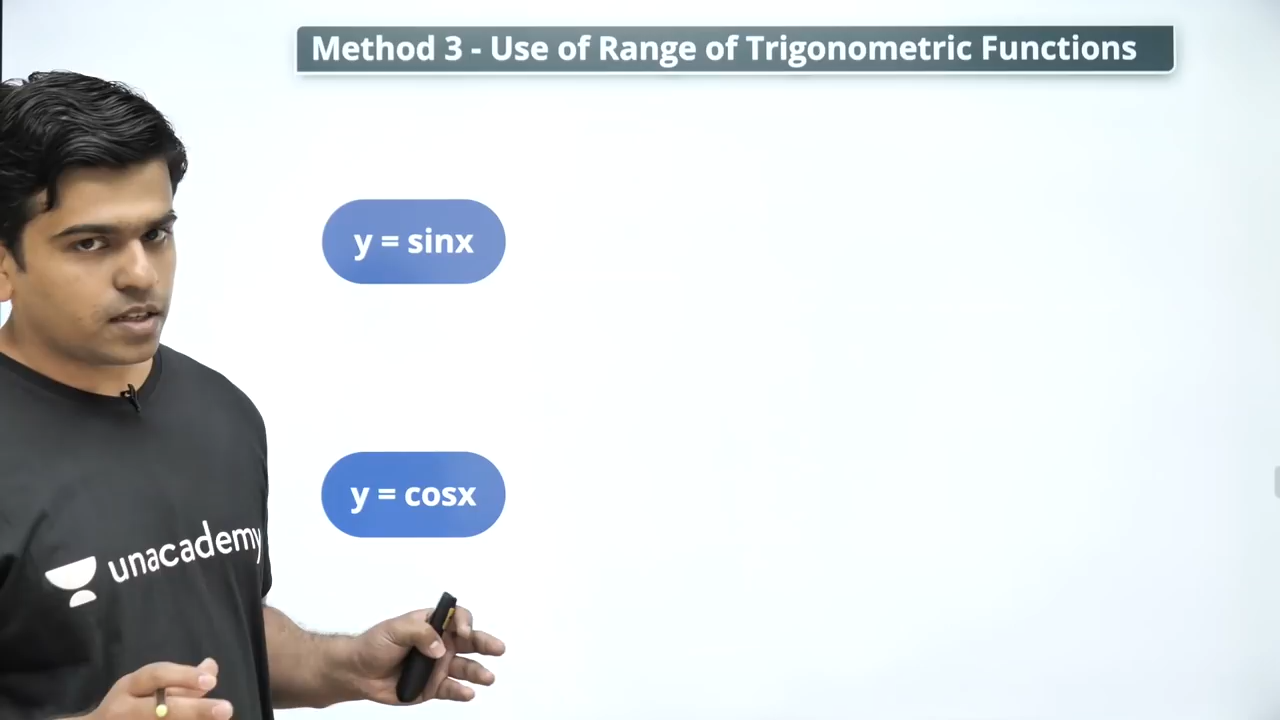 Method 3 - Use of Range of Trigonometric Functions
y = sinx
y = cosx
unacademy